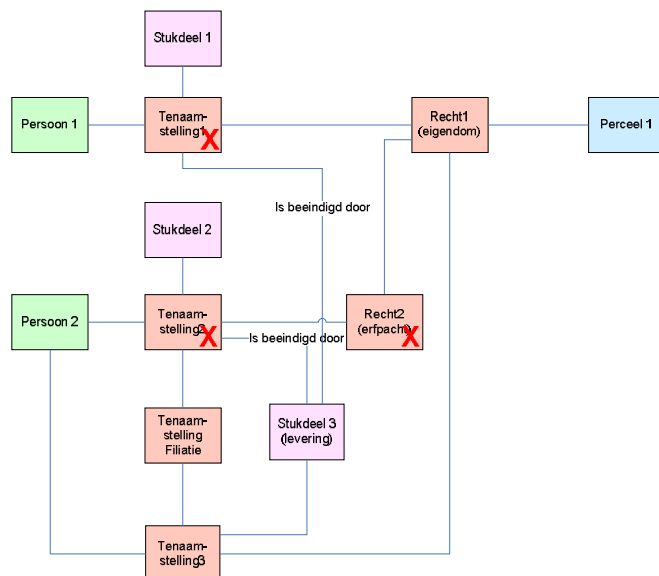 Stukdeel 1
Persoon 1
Tenaam-
stelling1
X
Recht1
(eigendom)
Perceel 1
Is beeindigd door
Stukdeel 2
Persoon 2
Tenaam-
stelling2
X
Recht2
(erfpacht)
X
Is beeindigd door
Tenaam-
stelling
Filiatie
Stukdeel 3
(levering)
Tenaam-
stelling3